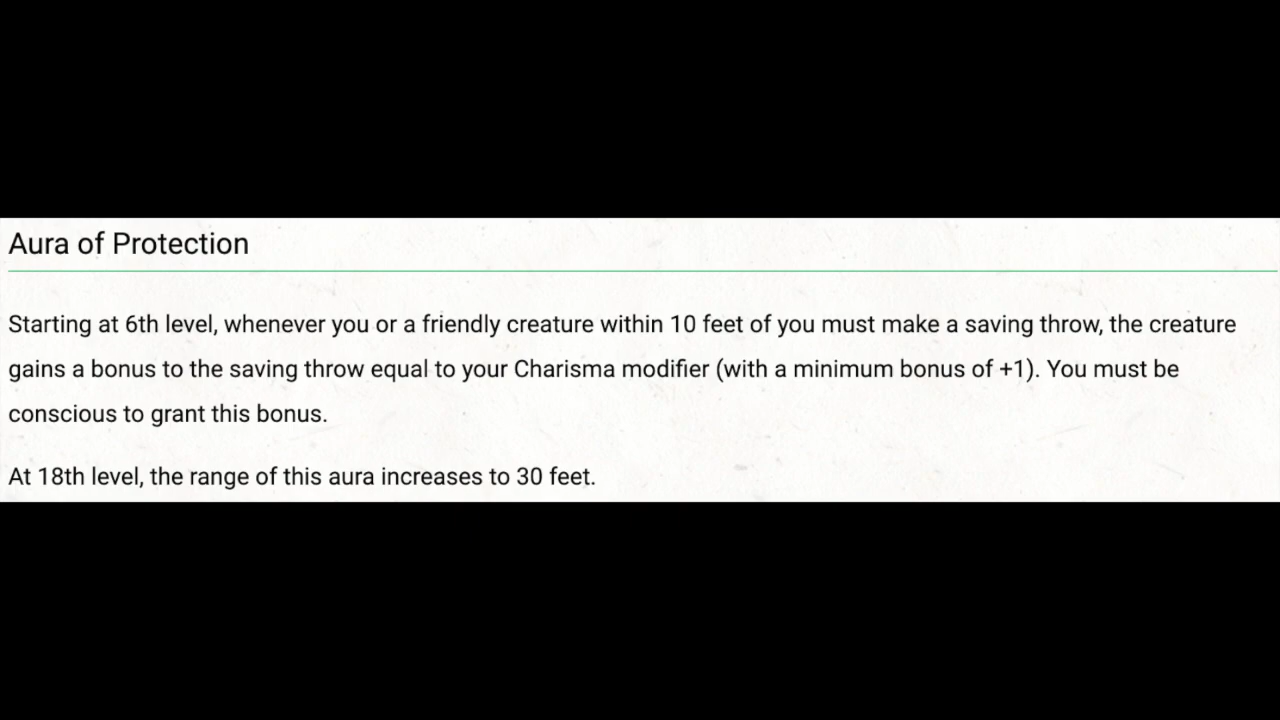 Aura of Protection
Starting at 6th level, whenever you or a friendly creature within 10 feet of you must make a saving throw, the creature
gains a bonus to the saving throw equal to your Charisma modifier (with a minimum bonus of +1). You must be
conscious to grant this bonus.
At 18th level, the range of this aura increases to 30 feet.